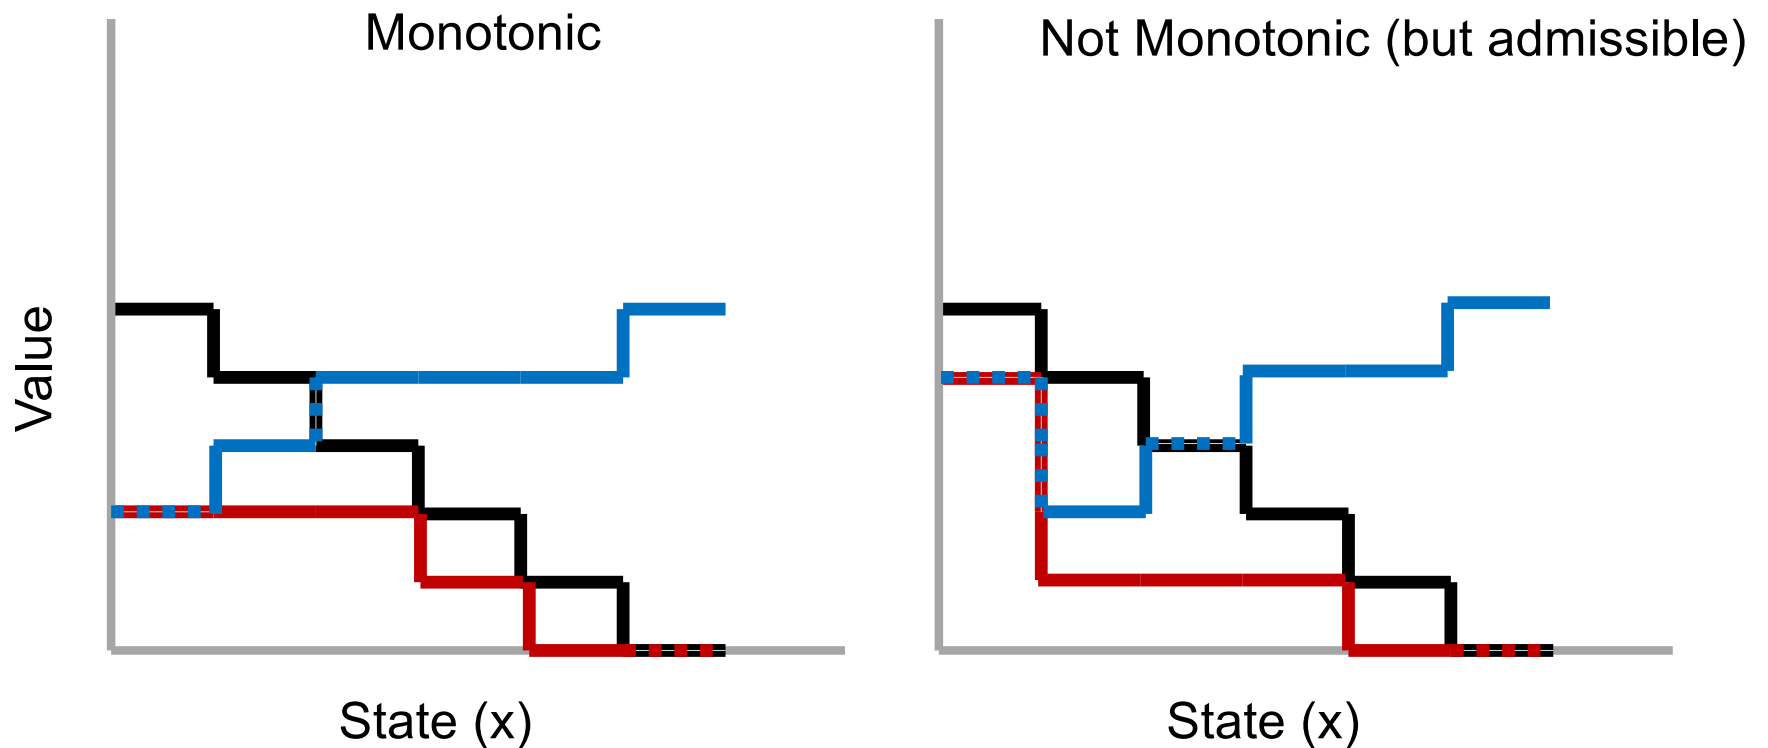 Monotonic
Not Monotonic (but admissible)
Value
State (x)
State (x)